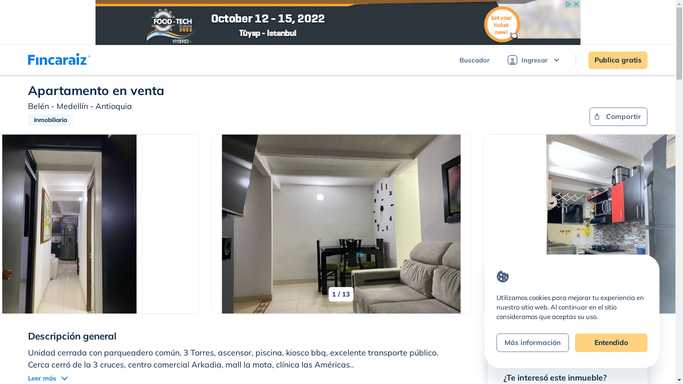 FOOD-TECH
October 12 - 15, 2022
Tüyap - Istanbul
Get your ticket now!
Fincaraiz
Buscador
Ingresar
Publica gratis
Apartamento en venta
Belén - Medellín - Antioquia
Inmobiliaria
Compartir
1 / 13
Utilizamos cookies para mejorar tu experiencia en
nuestro sitio web. Al continuar en el sitio
consideramos que aceptas su uso.
Más información
Entendido
Descripción general
Unidad cerrada con parqueadero común, 3 Torres, ascensor, piscina, kiosco bbq, excelente transporte público.
Cerca cerró de la 3 cruces, centro comercial Arkadia, mall la mota, clínica las Américas..
Leer más
¿Te interesó este inmueble?